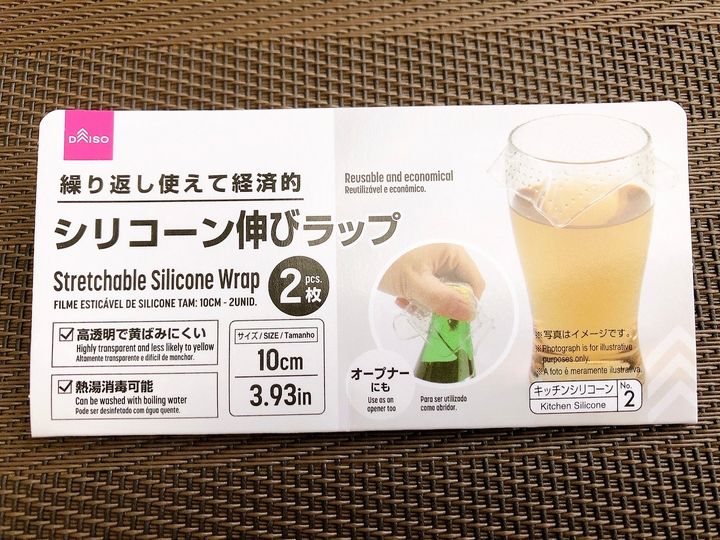 DAISO
繰り返し使えて経済的
シリコーン伸びラップ
Stretchable Silicone Wrap
FILME ESTICÁVEL DE SILICONE TAM: 10CM - 2UNID.
2 pcs. 枚
Reusable and economical
Reutilizável e econômico.
高透明で黄ばみにくい
Highly transparent and less likely to yellow
Altamente transparente e difícil de manchar.
熱湯消毒可能
Can be washed with boiling water
Pode ser desinfetado com água quente.
サイズ / SIZE / Tamanho
10cm
3.93in
オープナー
にも
Use as an
opener too
Para ser utilizado
como abridor.
※写真はイメージです。
※Photograph is for illustrative
purposes only.
※A foto é meramente ilustrativa.
キッチンシリコーン
Kitchen Silicone
No.
2